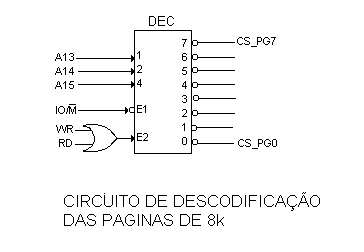 DEC
7 CS_PG7
A13 1 6
A14 2 5
A15 4 4
3
IO/M̅ E1 2
WR 1
RD E2 0 CS_PG0
CIRCUITO DE DESCODIFICAÇÃO
DAS PAGINAS DE 8k